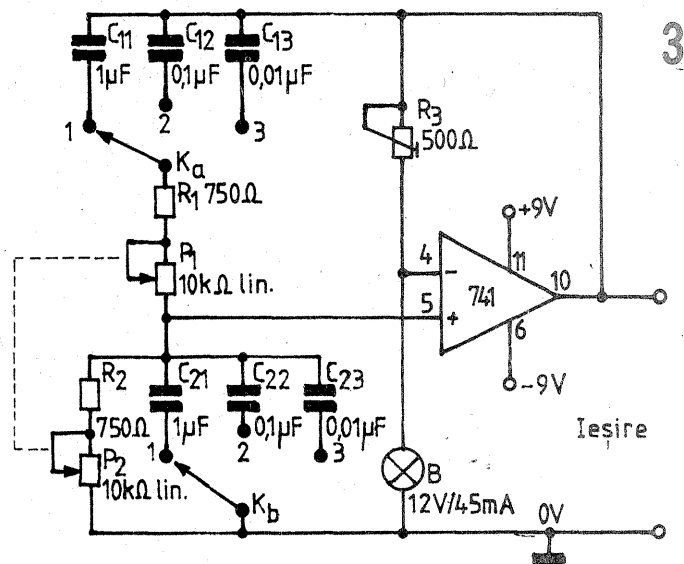 3
C11
1µF
C12
0,1µF
C13
0,01µF
1
2
3
Ka
R1 750Ω
P1
10kΩ lin.
R3
500Ω
+9V
11
4
−
741
10
5
+
6
-9V
R2
750Ω
P2
10kΩ lin.
C21
1µF
C22
0,1µF
C23
0,01µF
1
2
3
Kb
B
12V/45mA
Ieşire
0V